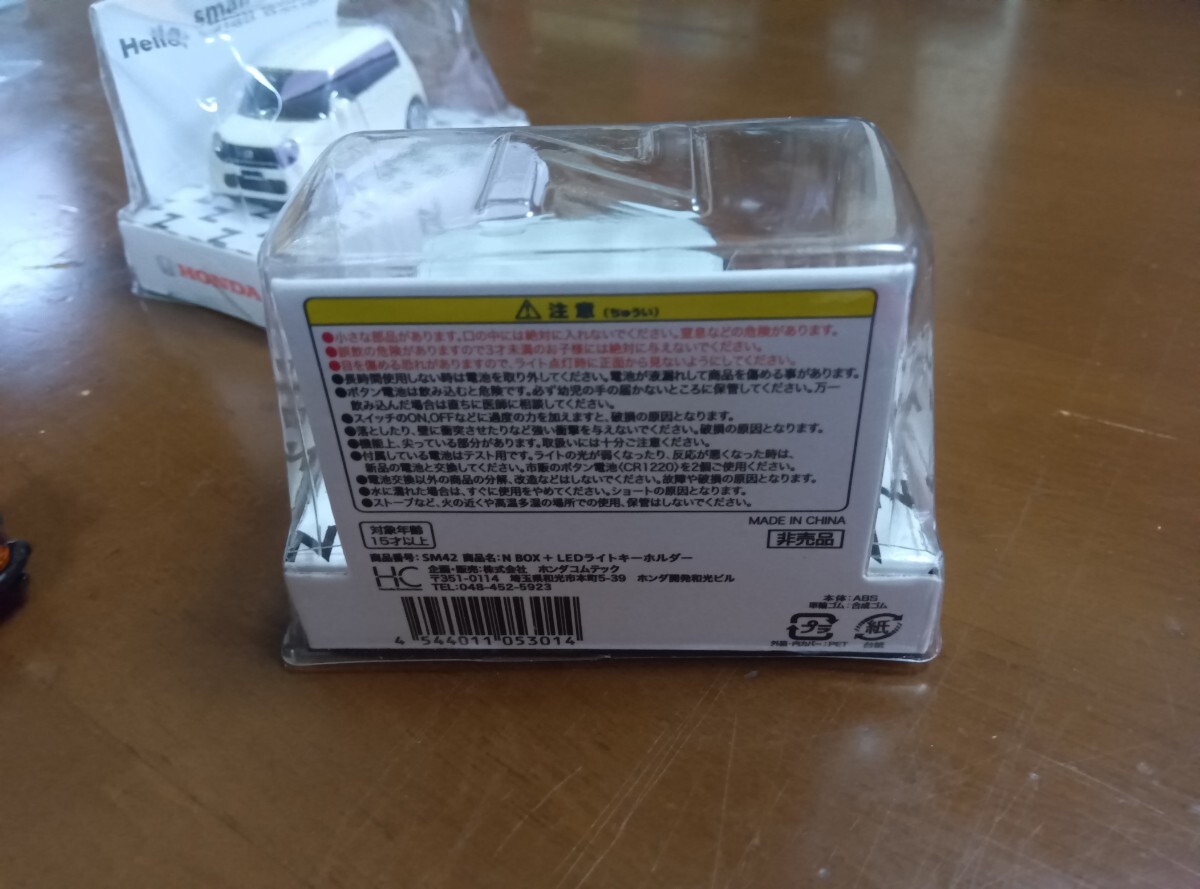 Hello,
small
HONDA
注意(ちゅうい)
●小さな部品があります。口の中には絶対に入れないでください。窒息などの危険があります。
●誤飲の危険がありますので3才未満のお子様には絶対に与えないでください。
●目を傷める恐れがありますので、ライト点灯時に正面から見ないようにしてください。
●長時間使用しない時は電池を取り外してください。電池が液漏れして商品を傷める事があります。
●ボタン電池は飲み込むと危険です。必ず幼児の手の届かないところに保管してください。万一
飲み込んだ場合は直ちに医師に相談してください。
●スイッチのON.OFFなどに過度の力を加えますと、破損の原因となります。
●落としたり、壁に衝突させたりなど強い衝撃を与えないでください。破損の原因となります。
●機能上、尖っている部分があります。取扱いには十分ご注意ください。
●付属している電池はテスト用です。ライトの光が弱くなったり、反応が悪くなった時は、
新品の電池と交換してください。市販のボタン電池(CR1220)を2個ご使用ください。
●電池交換以外の商品の分解、改造などはしないでください。故障や破損の原因となります。
●水に濡れた場合は、すぐに使用をやめてください。ショートの原因となります。
●ストーブなど、火の近くや高温多湿の場所での使用、保管はしないでください。
MADE IN CHINA
対象年齢
15才以上
非売品
商品番号:SM42 商品名:N BOX+ LEDライトキーホルダー
HC
企画・販売:株式会社 ホンダコムテック
〒351-0114 埼玉県和光市本町5-39 ホンダ開発和光ビル
TEL:048-452-5923
4 544011 053014
本体:ABS
車輪ゴム:合成ゴム
プラ
紙
外箱・内カバー:PET
台紙